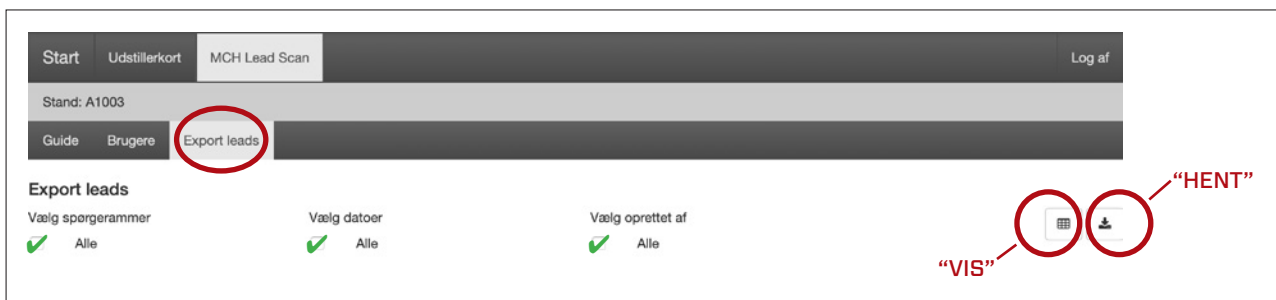 Start Udstillerkort MCH Lead Scan Log af
Stand: A1003
Guide Brugere Export leads
Export leads
"HENT"
Vælg spørgerammer Vælg datoer Vælg oprettet af
Alle Alle Alle
"VIS"